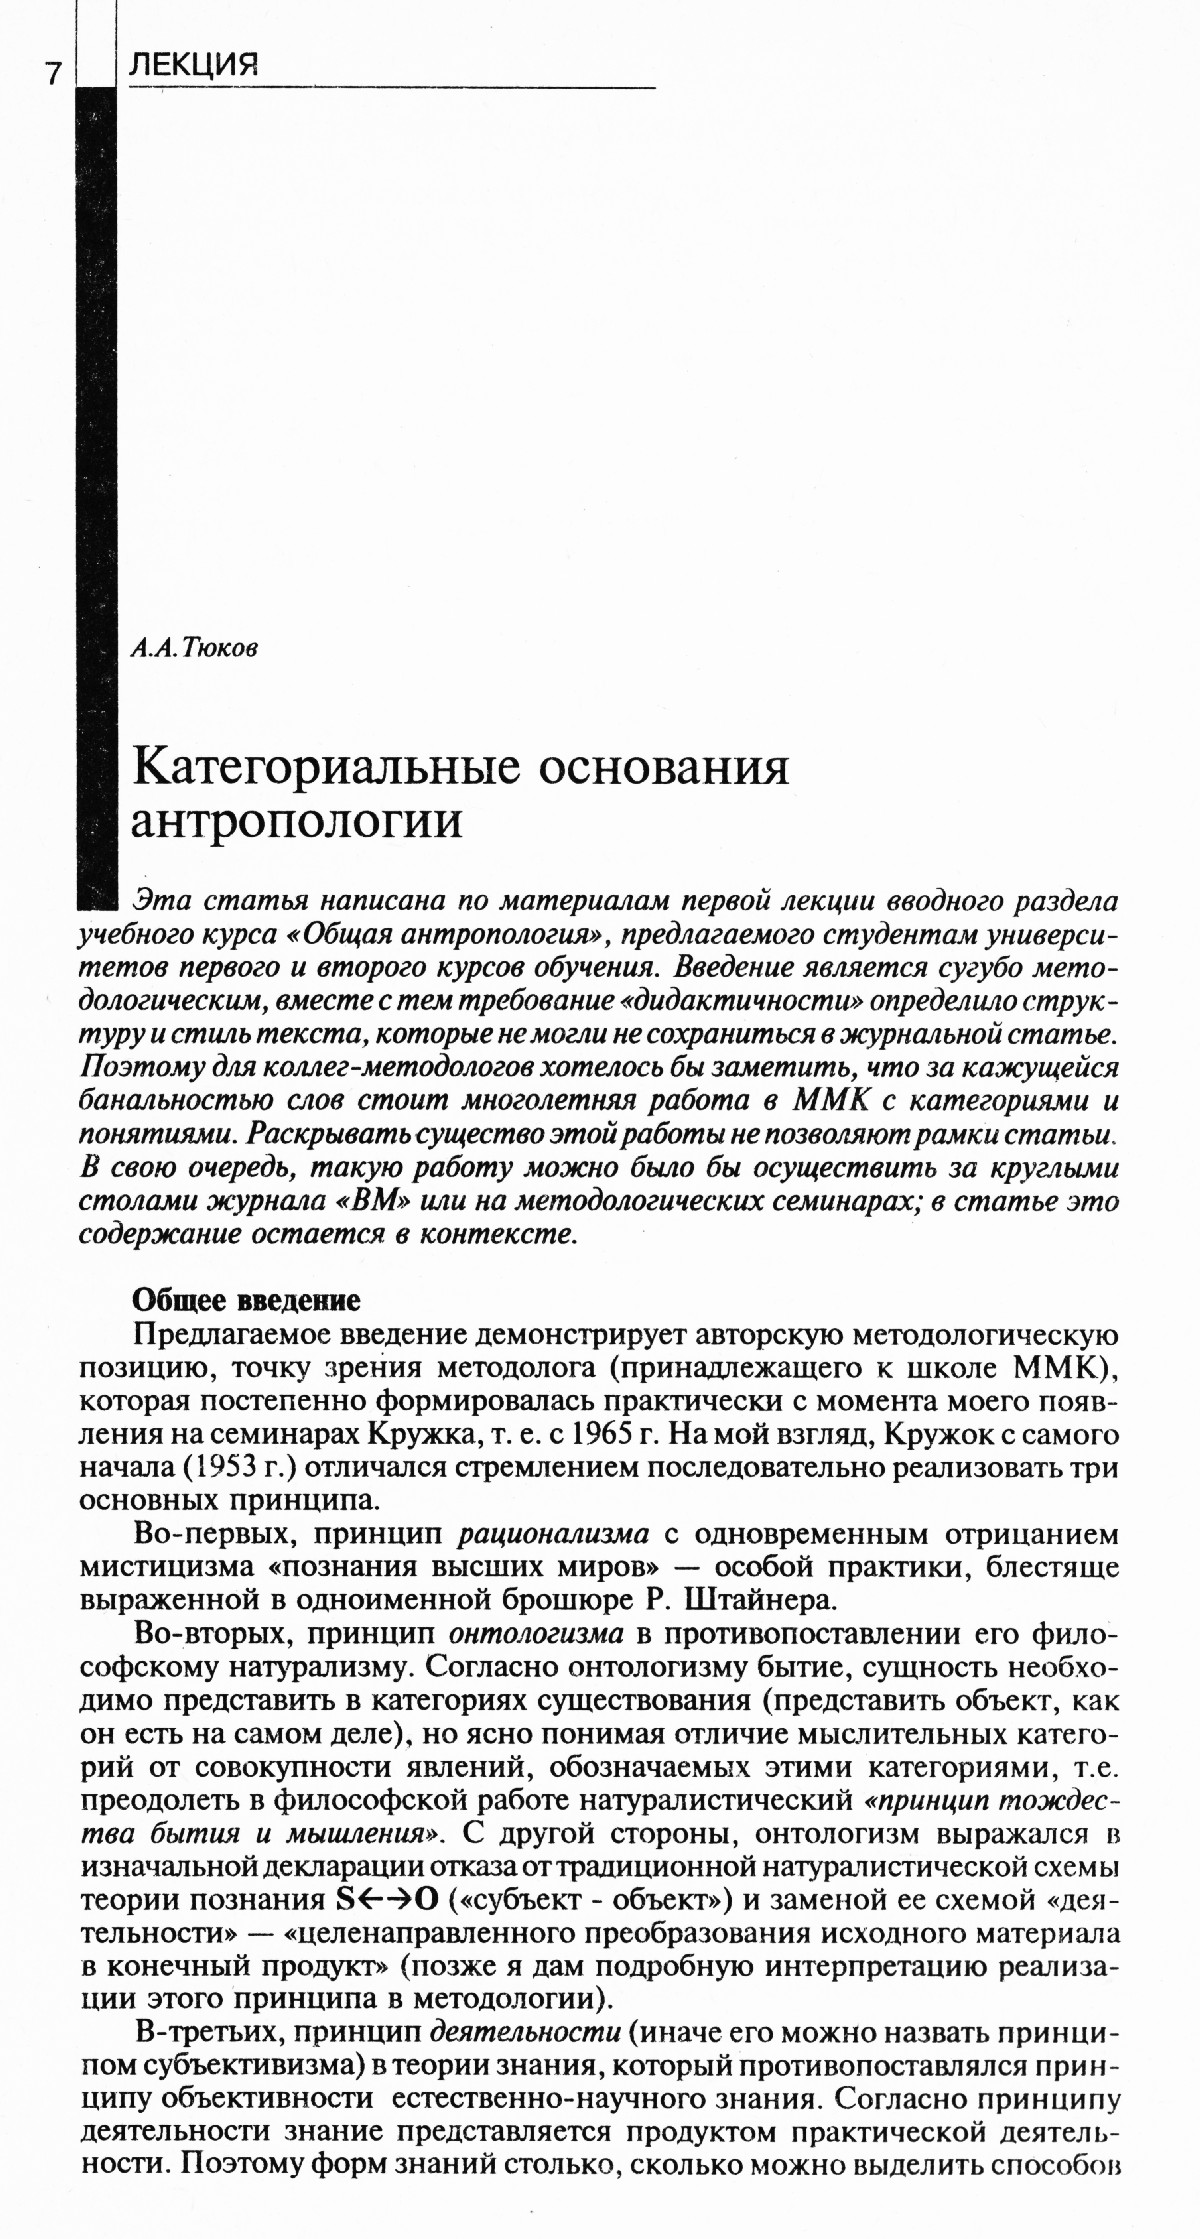 7
ЛЕКЦИЯ
А.А. Тюков
Категориальные основания
антропологии
Эта статья написана по материалам первой лекции вводного раздела
учебного курса «Общая антропология», предлагаемого студентам универси-
тетов первого и второго курсов обучения. Введение является сугубо мето-
дологическим, вместе с тем требование «дидактичности» определило струк-
туру и стиль текста, которые не могли не сохраниться в журнальной статье.
Поэтому для коллег-методологов хотелось бы заметить, что за кажущейся
банальностью слов стоит многолетняя работа в ММК с категориями и
понятиями. Раскрывать существо этой работы не позволяют рамки статьи.
В свою очередь, такую работу можно было бы осуществить за круглыми
столами журнала «ВМ» или на методологических семинарах; в статье это
содержание остается в контексте.
Общее введение
Предлагаемое введение демонстрирует авторскую методологическую
позицию, точку зрения методолога (принадлежащего к школе ММК),
которая постепенно формировалась практически с момента моего появ-
ления на семинарах Кружка, т. е. с 1965 г. На мой взгляд, Кружок с самого
начала (1953 г.) отличался стремлением последовательно реализовать три
основных принципа.
Во-первых, принцип рационализма с одновременным отрицанием
мистицизма «познания высших миров» — особой практики, блестяще
выраженной в одноименной брошюре Р. Штайнера.
Во-вторых, принцип онтологизма в противопоставлении его фило-
софскому натурализму. Согласно онтологизму бытие, сущность необхо-
димо представить в категориях существования (представить объект, как
он есть на самом деле), но ясно понимая отличие мыслительных катего-
рий от совокупности явлений, обозначаемых этими категориями, т.е.
преодолеть в философской работе натуралистический «принцип тождес-
тва бытия и мышления». С другой стороны, онтологизм выражался в
изначальной декларации отказа от традиционной натуралистической схемы
теории познания S<-->O («субъект - объект») и заменой ее схемой «дея-
тельности» — «целенаправленного преобразования исходного материала
в конечный продукт» (позже я дам подробную интерпретацию реализа-
ции этого принципа в методологии).
В-третьих, принцип деятельности (иначе его можно назвать принци-
пом субъективизма) в теории знания, который противопоставлялся прин-
ципу объективности естественно-научного знания. Согласно принципу
деятельности знание представляется продуктом практической деятель-
ности. Поэтому форм знаний столько, сколько можно выделить способов